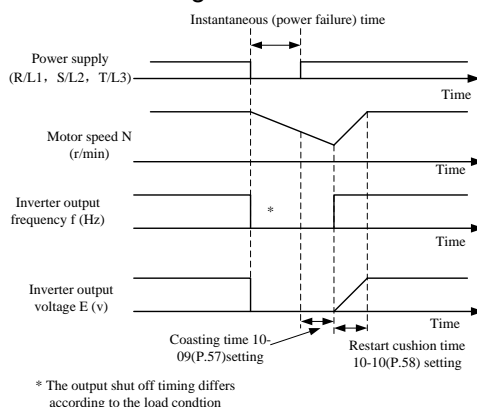 Instantaneous (power failure) time
Power supply
(R/L1，S/L2，T/L3)
Time
Motor speed N
(r/min)
Time
Inverter output
frequency f (Hz)
*
Time
Inverter output
voltage E (v)
Time
Coasting time 10-
09(P.57)setting
Restart cushion time
10-10(P.58) setting
* The output shut off timing differs
according to the load condtion